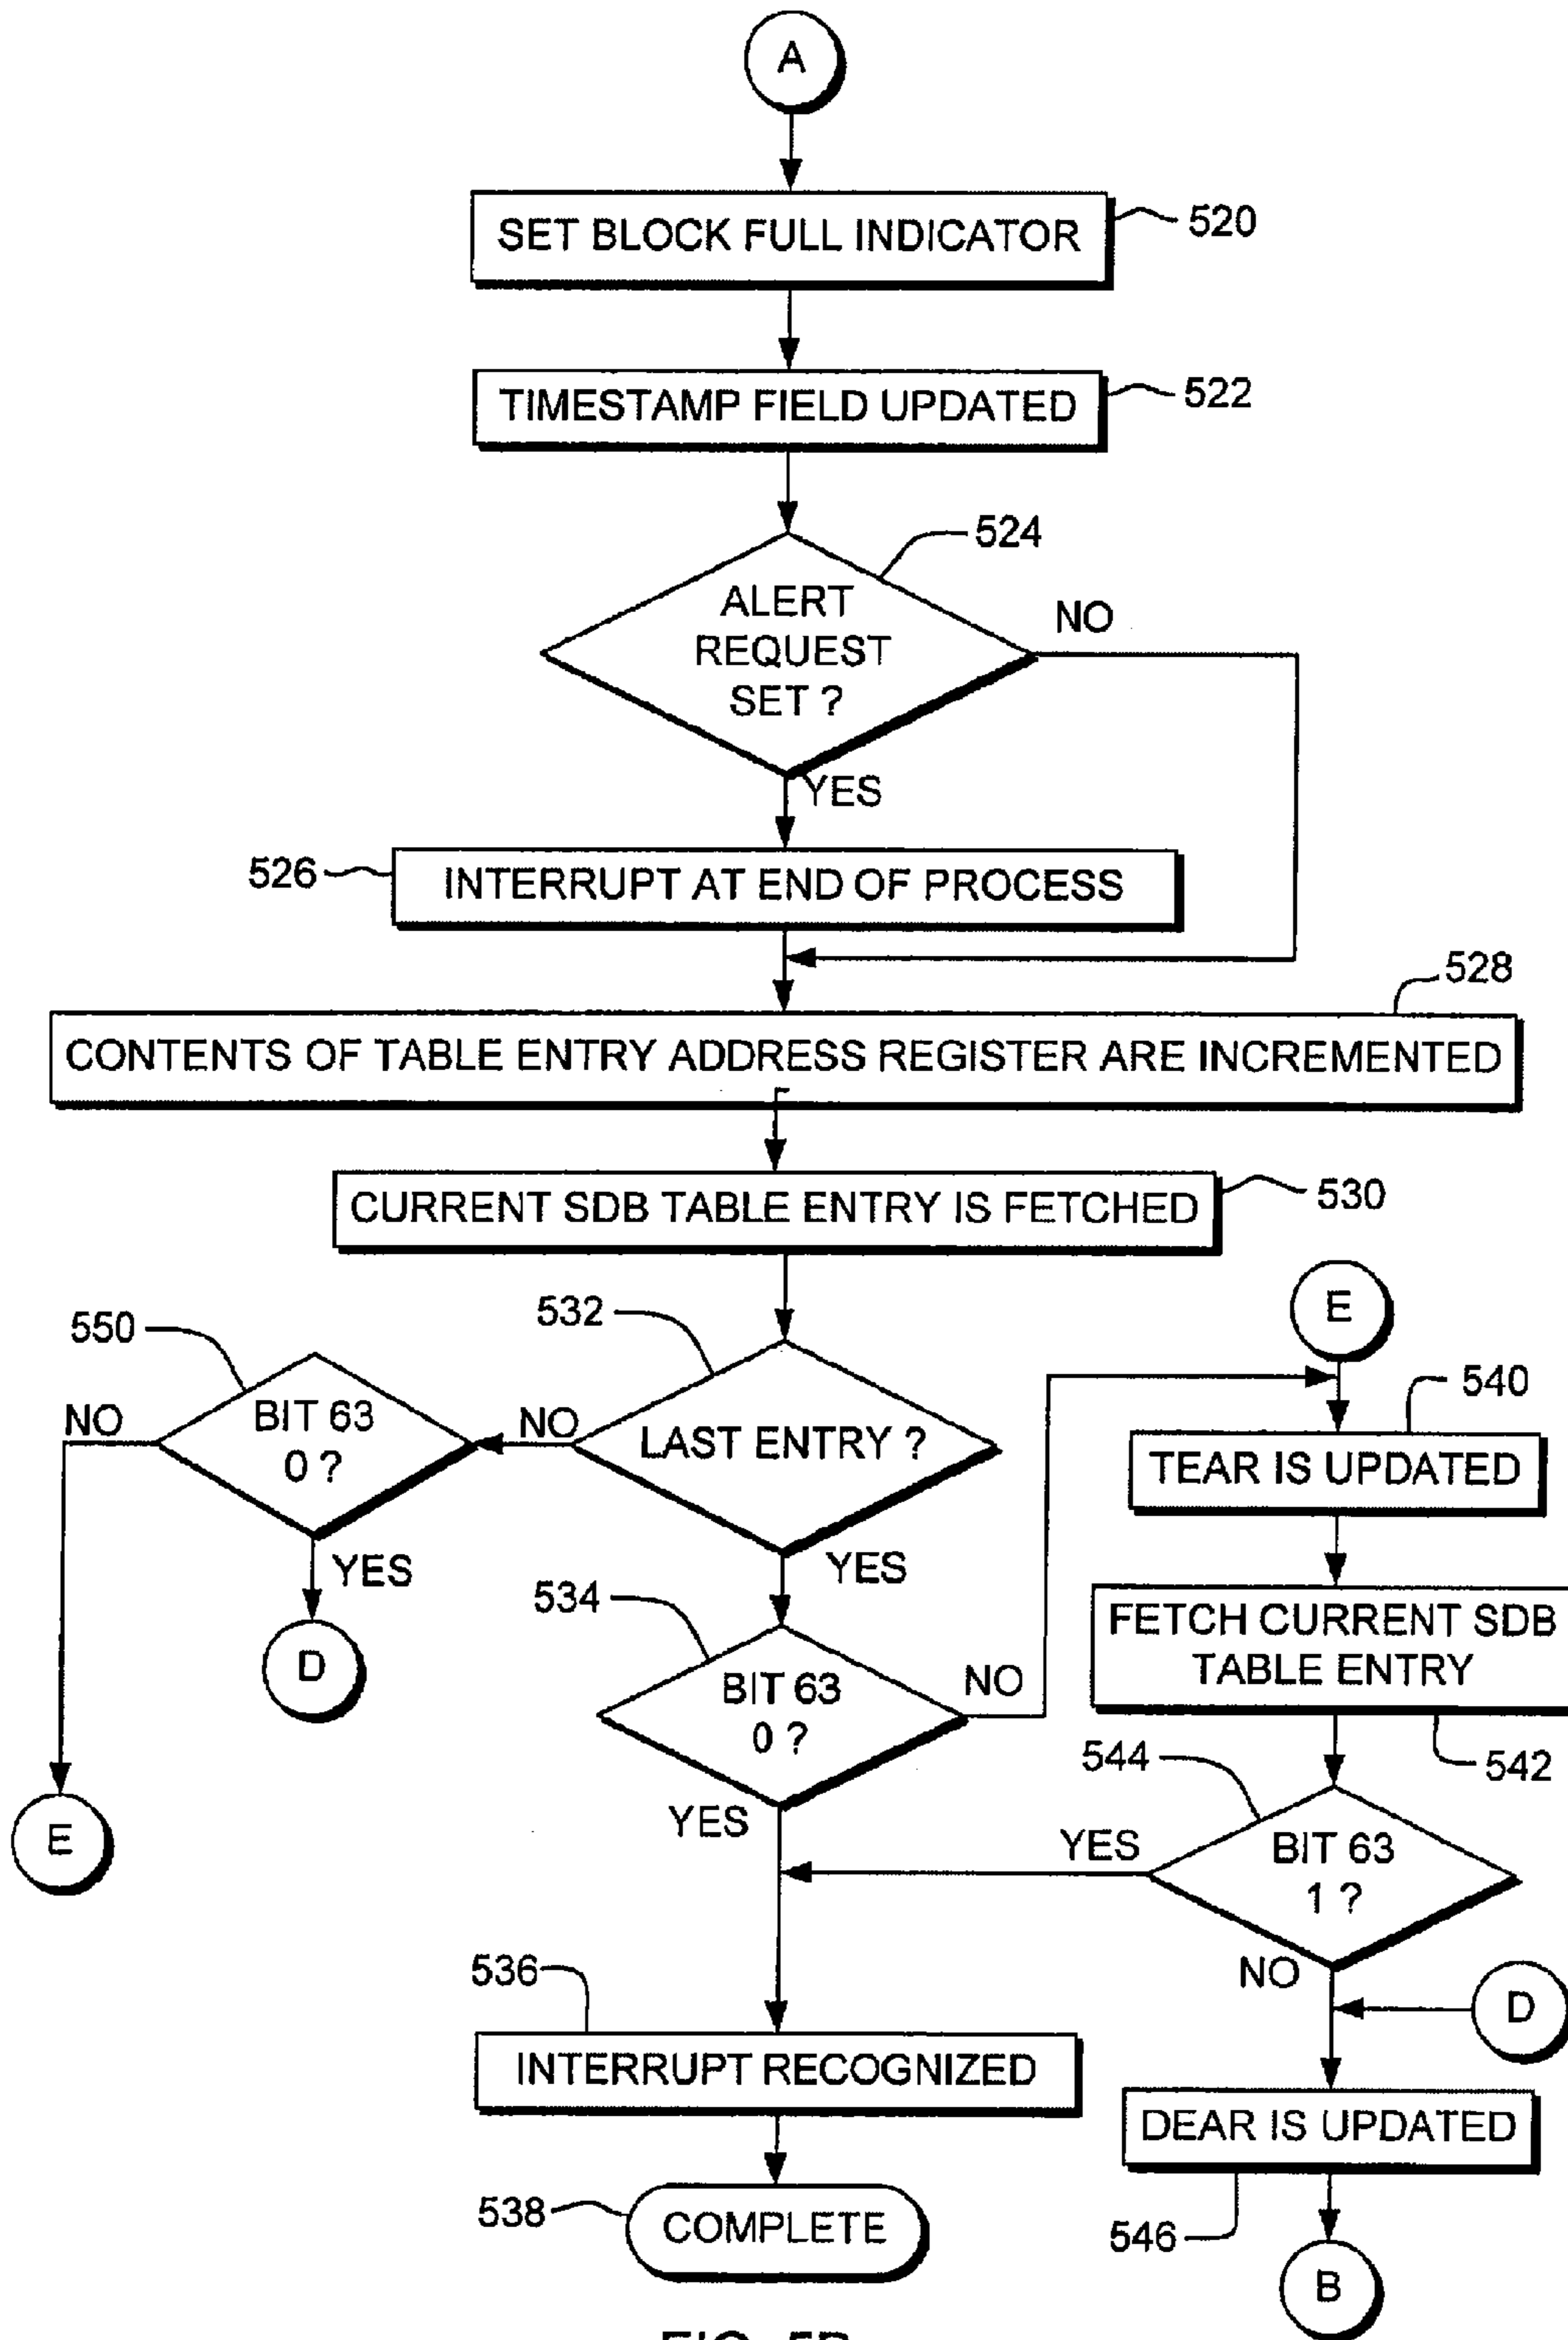 A
SET BLOCK FULL INDICATOR
520
TIMESTAMP FIELD UPDATED
522
524
ALERT
REQUEST
SET ?
NO
YES
526
INTERRUPT AT END OF PROCESS
528
CONTENTS OF TABLE ENTRY ADDRESS REGISTER ARE INCREMENTED
CURRENT SDB TABLE ENTRY IS FETCHED
530
E
550
532
540
NO
BIT 63
0 ?
NO
LAST ENTRY ?
TEAR IS UPDATED
YES
YES
534
D
FETCH CURRENT SDB
TABLE ENTRY
BIT 63
0 ?
NO
544
542
E
YES
YES
BIT 63
1 ?
536
NO
D
INTERRUPT RECOGNIZED
DEAR IS UPDATED
538
COMPLETE
546
B